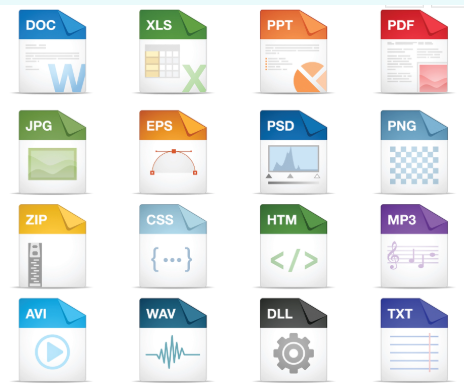 DOC
XLS
PPT
PDF
W
X
JPG
EPS
PSD
PNG
ZIP
CSS
HTM
MP3
{...}
</>
AVI
WAV
DLL
TXT